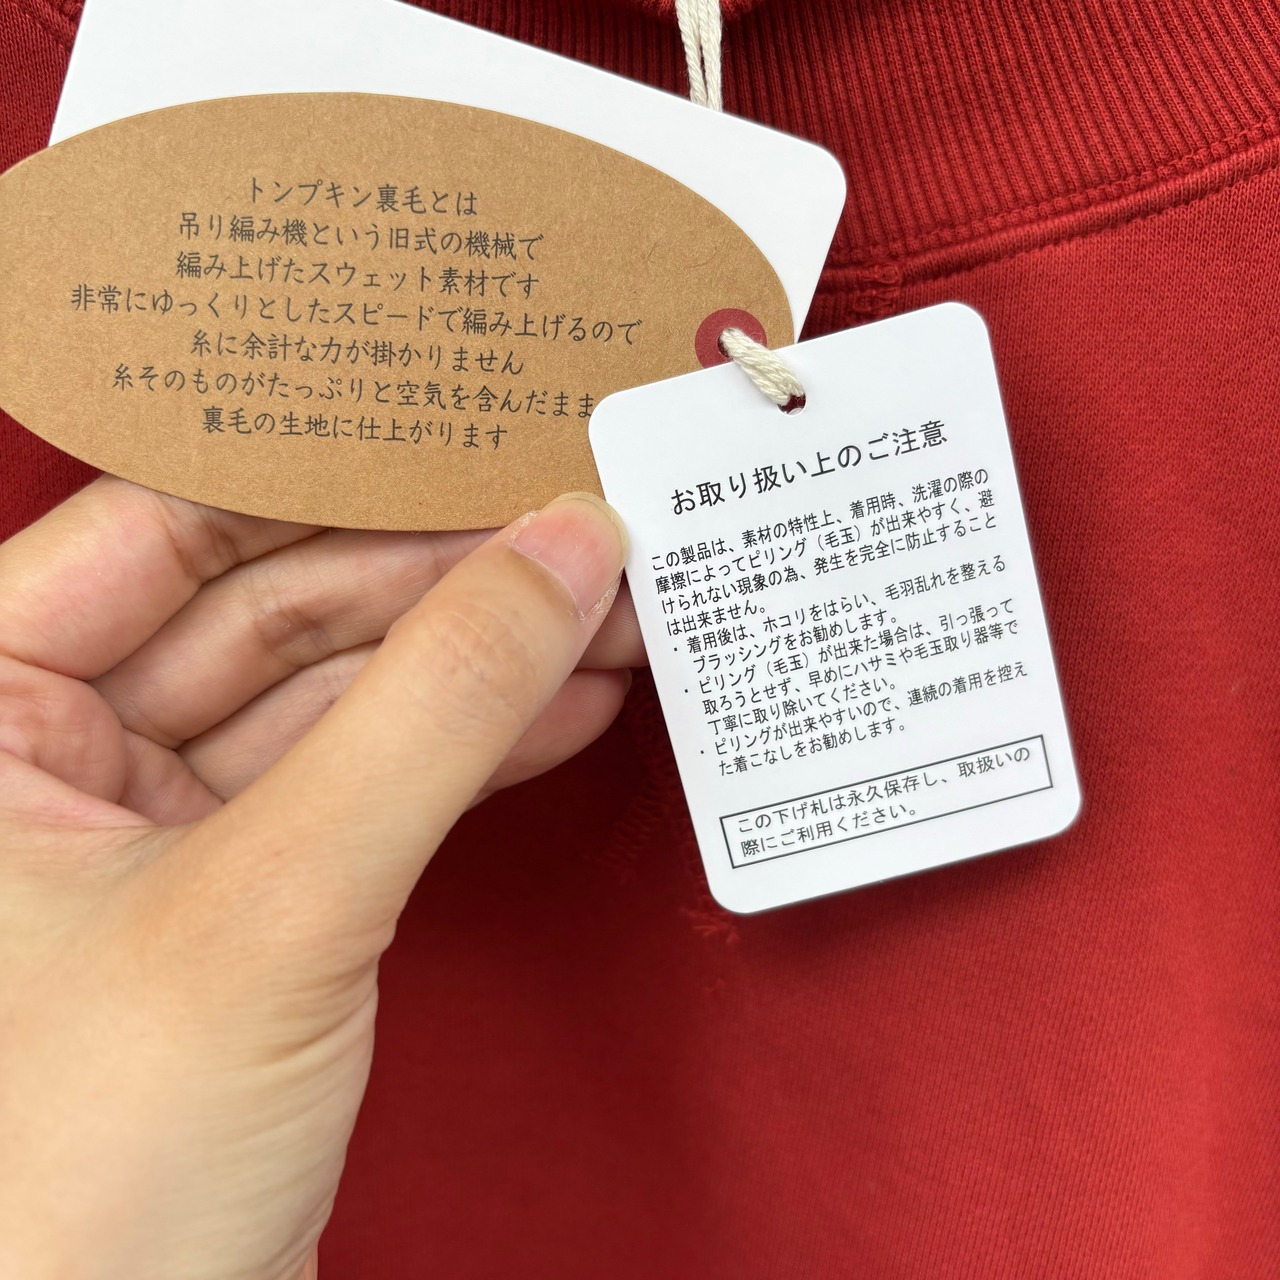 トンプキン裏毛とは
吊り編み機という旧式の機械で
編み上げたスウェット素材です
非常にゆっくりとしたスピードで編み上げるので
糸に余計な力が掛かりません
糸そのものがたっぷりと空気を含んだまま
裏毛の生地に仕上がります
お取り扱い上のご注意
この製品は、素材の特性上、着用時、洗濯の際の
摩擦によってピリング（毛玉）が出来やすく、避
けられない現象の為、発生を完全に防止すること
は出来ません。
・着用後は、ホコリをはらい、毛羽乱れを整える
ブラッシングをお勧めします。
・ピリング（毛玉）が出来た場合は、引っ張って
取ろうとせず、早めにハサミや毛玉取り器等で
丁寧に取り除いてください。
・ピリングが出来やすいので、連続の着用を控え
た着こなしをお勧めします。
この下げ札は永久保存し、取扱いの
際にご利用ください。